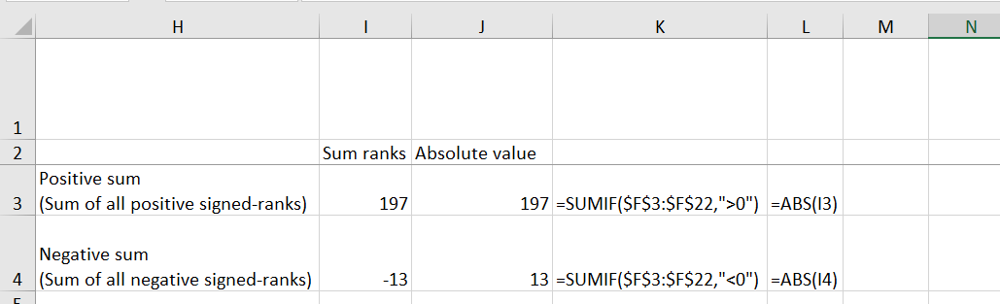 H I J K L M N
1
2 Sum ranks Absolute value
Positive sum
3 (Sum of all positive signed-ranks) 197 197 =SUMIF($F$3:$F$22,">0") =ABS(I3)
Negative sum
4 (Sum of all negative signed-ranks) -13 13 =SUMIF($F$3:$F$22,"<0") =ABS(I4)
5